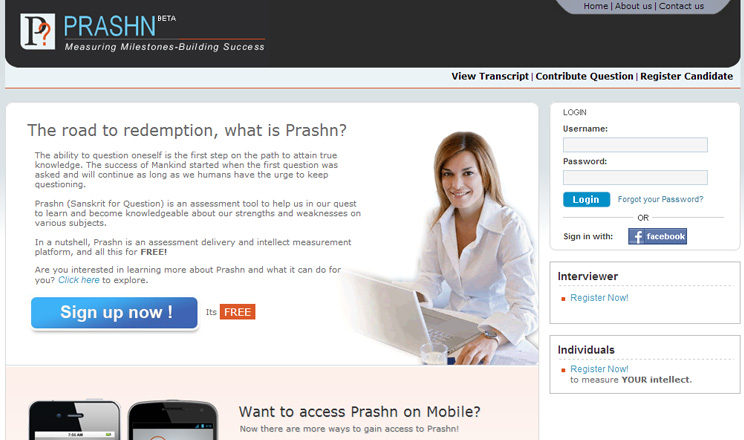 Home | About us | Contact us
P?
PRASHN BETA
Measuring Milestones-Building Success
View Transcript | Contribute Question | Register Candidate
The road to redemption, what is Prashn?
The ability to question oneself is the first step on the path to attain true
knowledge. The success of Mankind started when the first question was
asked and will continue as long as we humans have the urge to keep
questioning.
Prashn (Sanskrit for Question) is an assessment tool to help us in our quest
to learn and become knowledgeable about our strengths and weaknesses on
various subjects.
In a nutshell, Prashn is an assessment delivery and intellect measurement
platform, and all this for FREE!
Are you interested in learning more about Prashn and what it can do for
you? Click here to explore.
Sign up now ! Its FREE
LOGIN
Username:
Password:
Login Forgot your Password?
OR
Sign in with: f facebook
Interviewer
Register Now!
Individuals
Register Now!
to measure YOUR intellect.
7:55 AM
Want to access Prashn on Mobile?
Now there are more ways to gain access to Prashn!